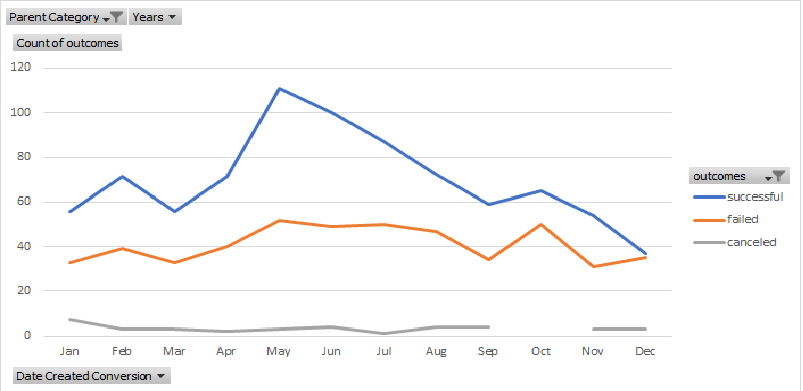 Parent Category Years
Count of outcomes
120
100
80
60
40
20
0
Jan Feb Mar Apr May Jun Jul Aug Sep Oct Nov Dec
outcomes
successful
failed
canceled
Date Created Conversion